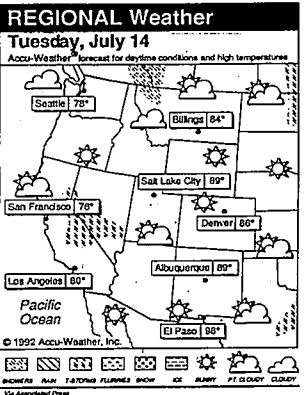 REGIONAL Weather
Tuesday, July 14
Accu-Weather forecast for daytime conditions and high temperatures
Seattle 78°
Billings 84°
Salt Lake City 89°
San Francisco 76°
Denver 86°
Albuquerque 89°
Los Angeles 80°
El Paso 98°
Pacific
Ocean
© 1992 Accu-Weather, Inc.
SHOWERS RAIN T-STORMS FLURRIES SNOW ICE SUNNY PT. CLOUDY CLOUDY
Via Associated Press